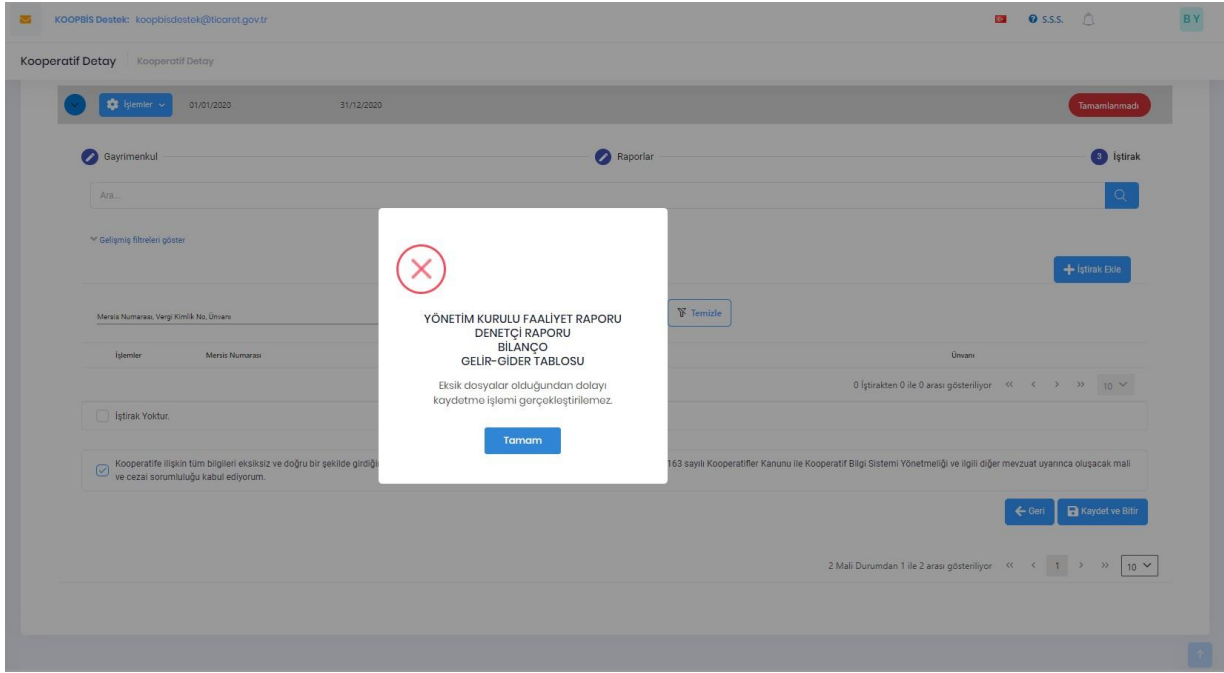 KOOPBİS Destek: koopbisdestek@ticaret.gov.tr
S.S.S.
BY
Kooperatif Detay Kooperatif Detay
İşlemler 01/01/2020 31/12/2020 Tamamlanmadı
Gayrimenkul Raporlar 3 İştirak
Ara...
Gelişmiş filtreleri göster
İştirak Ekle
Mersis Numarası, Vergi Kimlik No, Ünvanı
Temizle
YÖNETİM KURULU FAALİYET RAPORU
DENETÇİ RAPORU
BİLANÇO
GELİR-GİDER TABLOSU
Eksik dosyalar olduğundan dolayı
kaydetme işlemi gerçekleştirilemez.
Tamam
İşlemler Mersis Numarası Ünvanı
0 İştirakten 0 ile 0 arası gösteriliyor 10
İştirak Yoktur.
Kooperatife ilişkin tüm bilgileri eksiksiz ve doğru bir şekilde 163 sayılı Kooperatifler Kanunu ile Kooperatif Bilgi Sistemi Yönetmeliği ve ilgili diğer mevzuat uyarınca oluşacak mali
ve cezai sorumluluğu kabul ediyorum.
Geri Kaydet ve Bitir
2 Mali Durumdan 1 ile 2 arası gösteriliyor 1 10